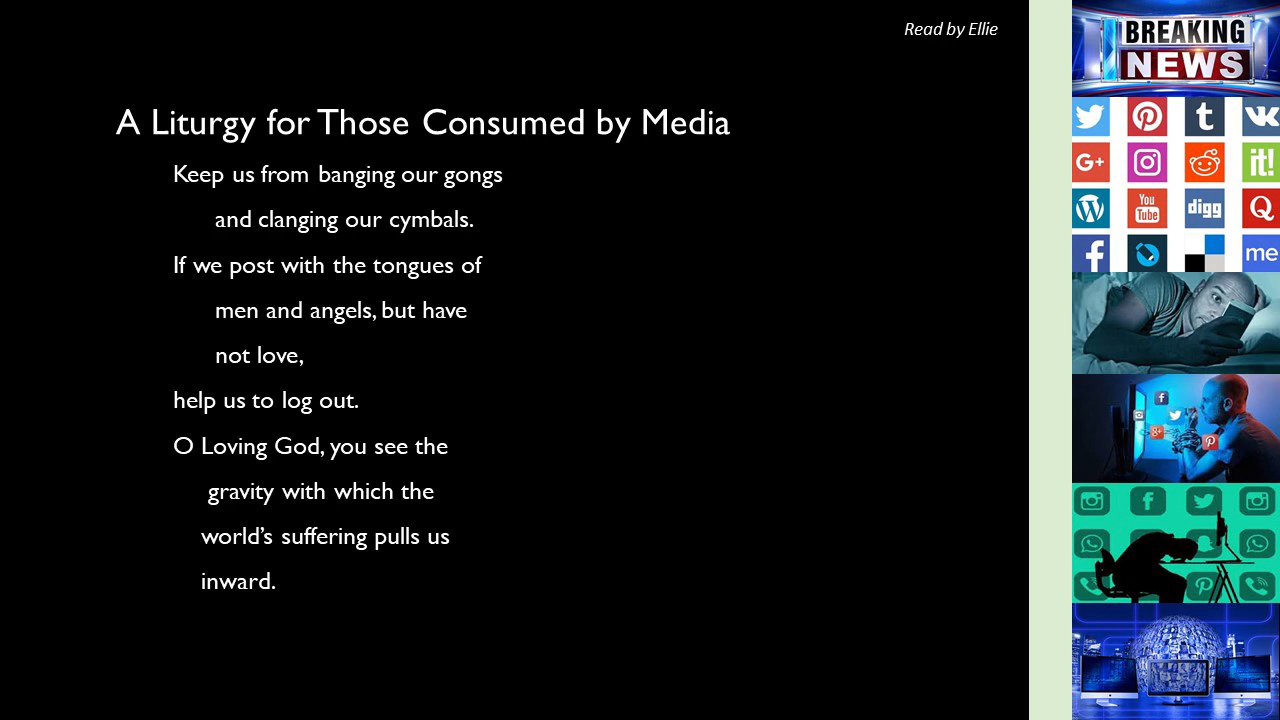 Read by Ellie
A Liturgy for Those Consumed by Media
Keep us from banging our gongs
and clanging our cymbals.
If we post with the tongues of
men and angels, but have
not love,
help us to log out.
O Loving God, you see the
gravity with which the
world’s suffering pulls us
inward.
BREAKING
NEWS
G+
it!
You
Tube
digg
Q
me